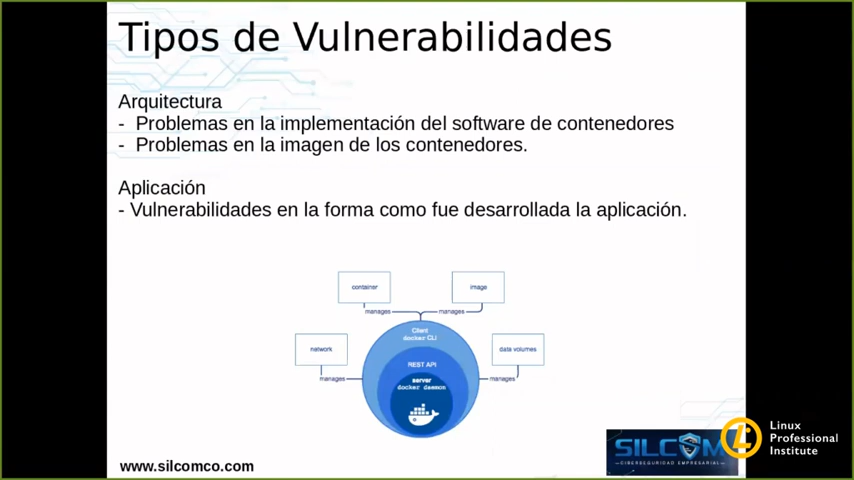 Tipos de Vulnerabilidades
Arquitectura
- Problemas en la implementación del software de contenedores
- Problemas en la imagen de los contenedores.
Aplicación
- Vulnerabilidades en la forma como fue desarrollada la aplicación.
container
image
manages
manages
Client
docker CLI
network
REST API
data volumes
server
docker daemon
manages
manages
SILCOM
CIBERSEGURIDAD EMPRESARIAL
Linux
Professional
Institute
www.silcomco.com